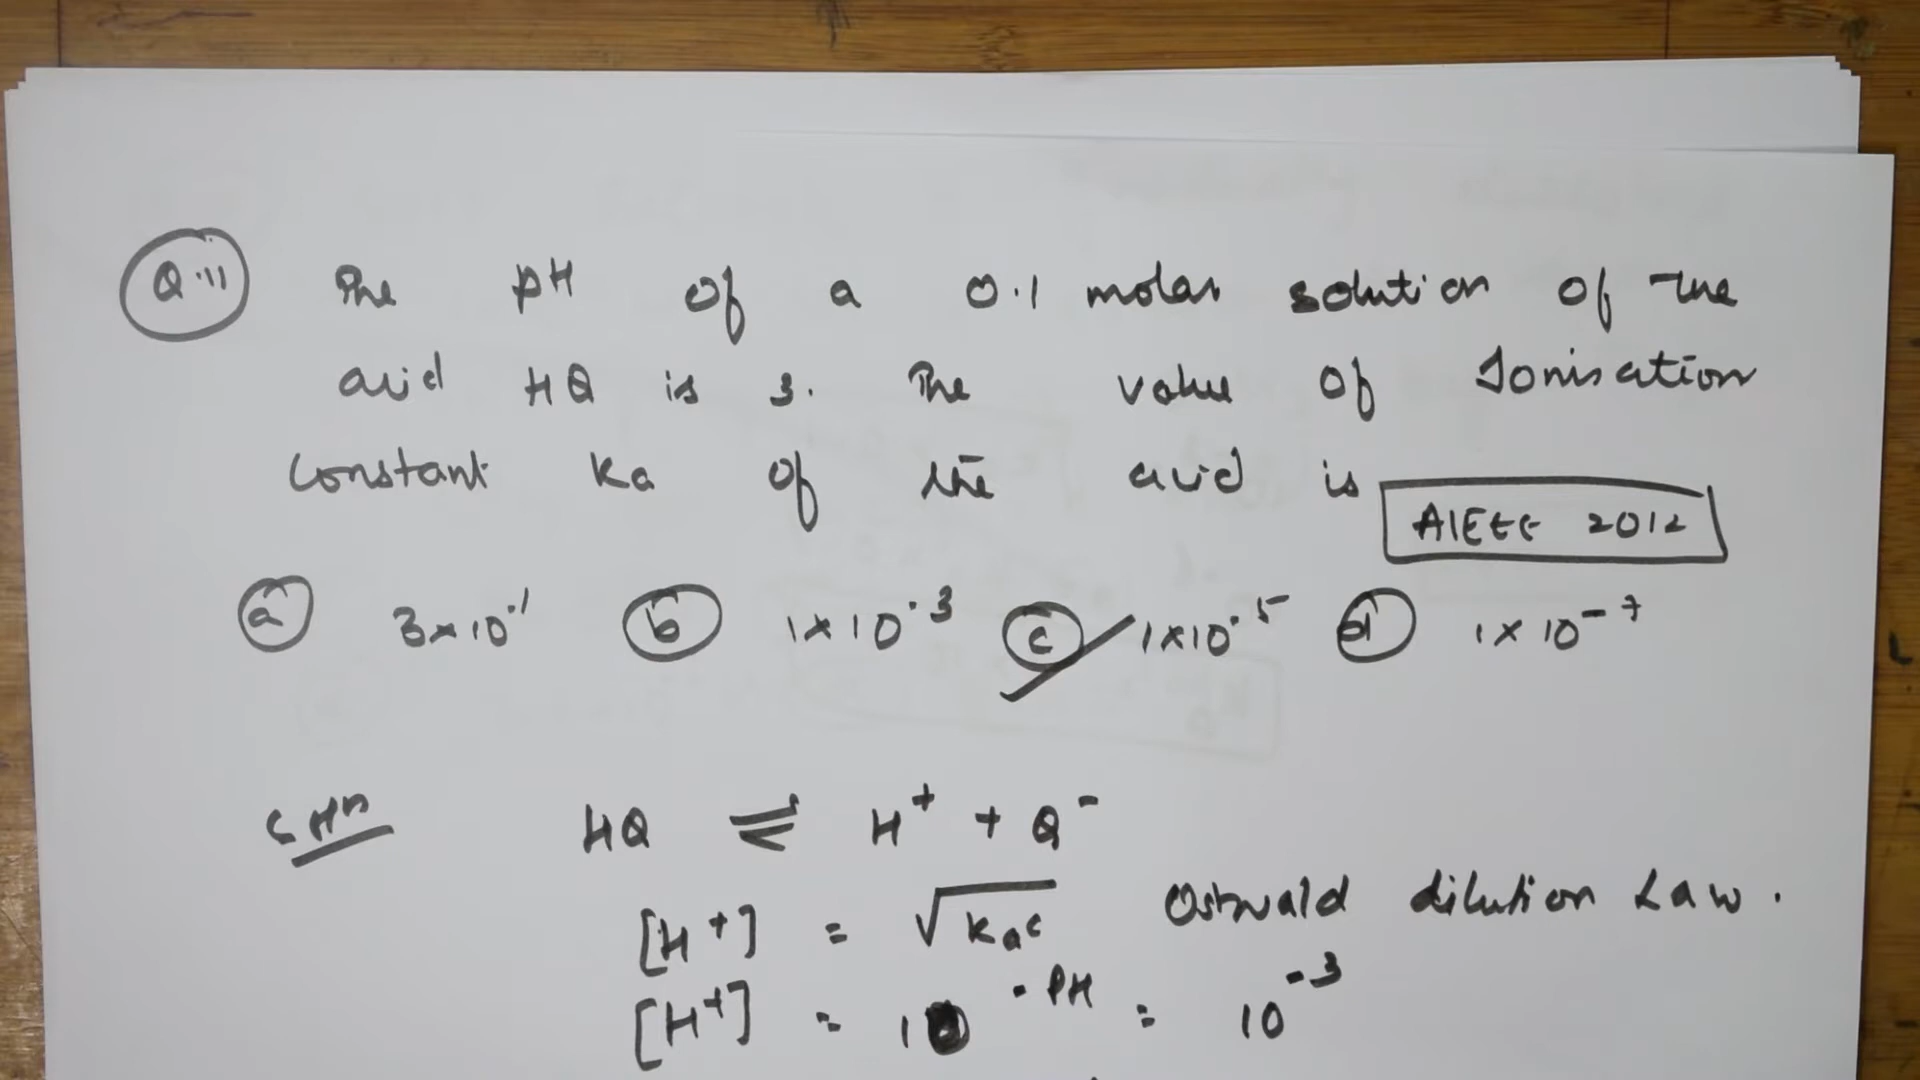 Q.11 The pH of a 0.1 molar solution of the
acid HQ is 3. The value of Ionisation
constant Ka of the acid is
AIEEE 2012
a 3×10⁻¹ b 1×10⁻³ c 1×10⁻⁵ d 1×10⁻⁷
Soln HQ ⇌ H⁺ + Q⁻
[H⁺] = √KaC Ostwald dilution Law.
[H⁺] = 10⁻ᵖᴴ = 10⁻³